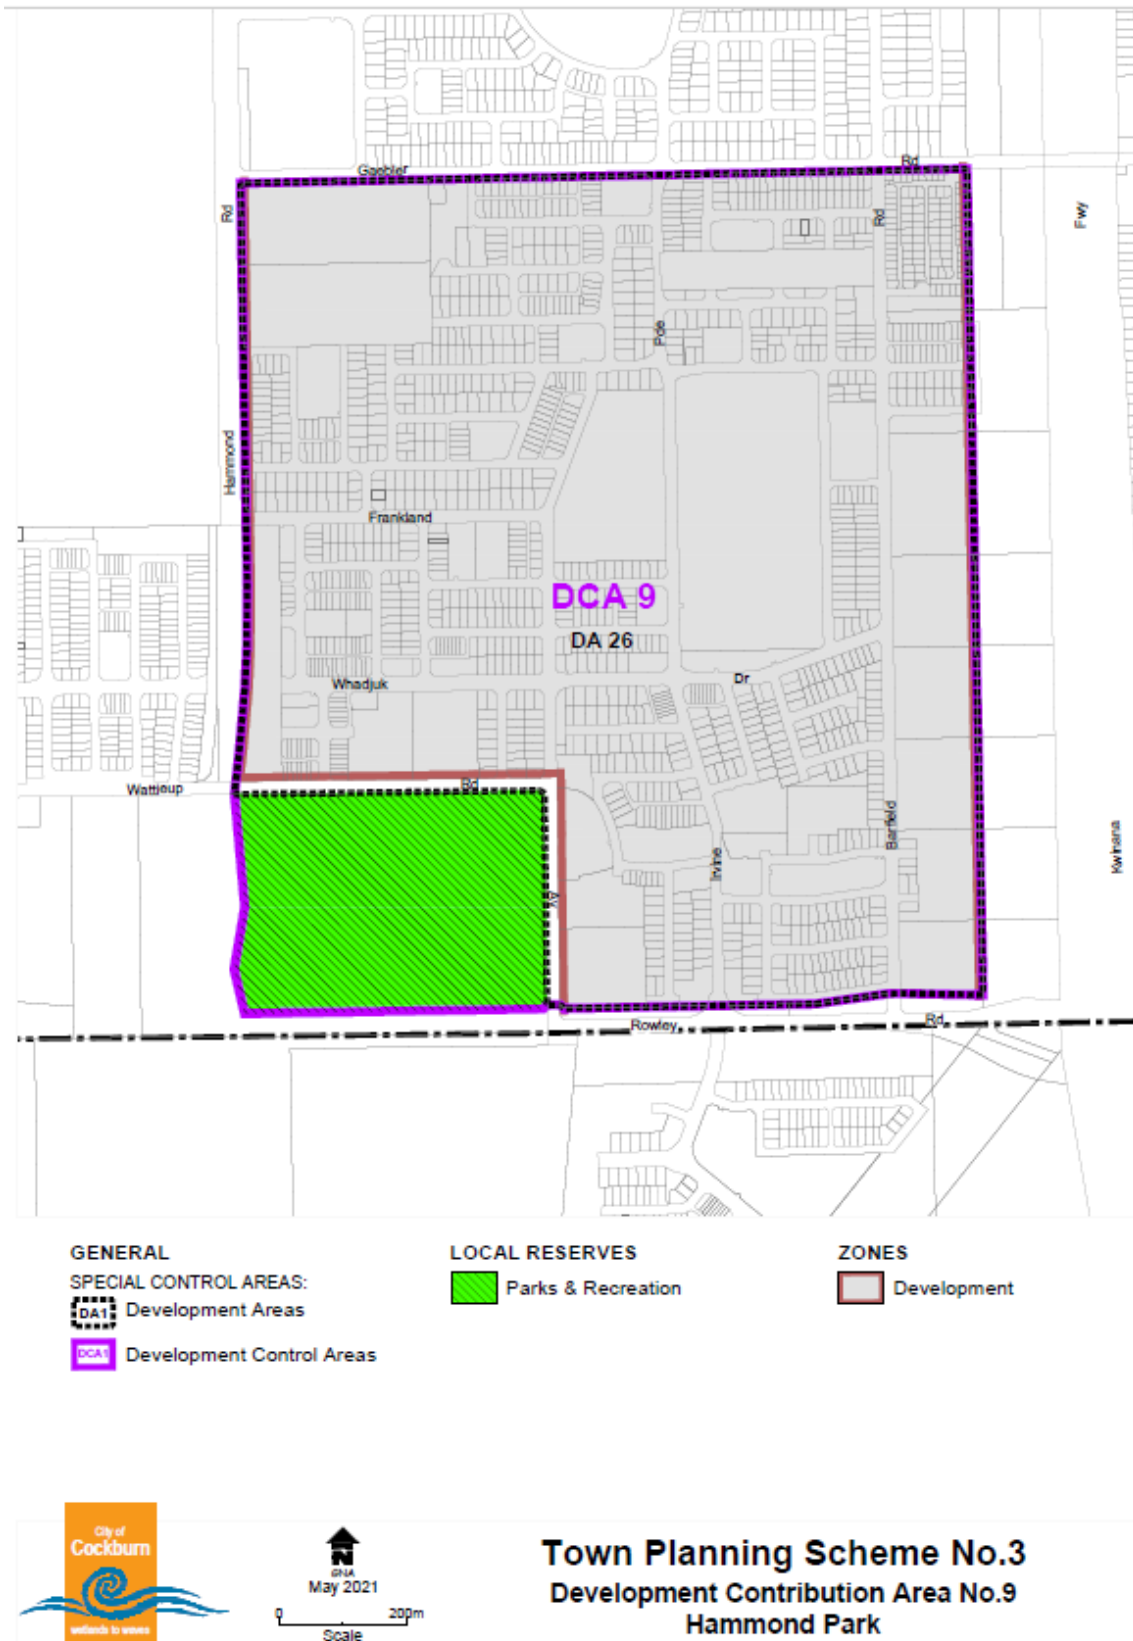 Gaebler
Rd
Rd
Rd
Fwy
Pde
Hammond
Frankland
DCA 9
DA 26
Whadjuk
Dr
Wattleup
Rd
Barfield
Irvine
Kwinana
Av
Rowley
Rd
GENERAL
LOCAL RESERVES
ZONES
SPECIAL CONTROL AREAS:
Parks & Recreation
Development
DA1
Development Areas
DCA1
Development Control Areas
City of
Cockburn
wetlands to waves
N
GNA
May 2021
0
200m
Scale
Town Planning Scheme No.3
Development Contribution Area No.9
Hammond Park